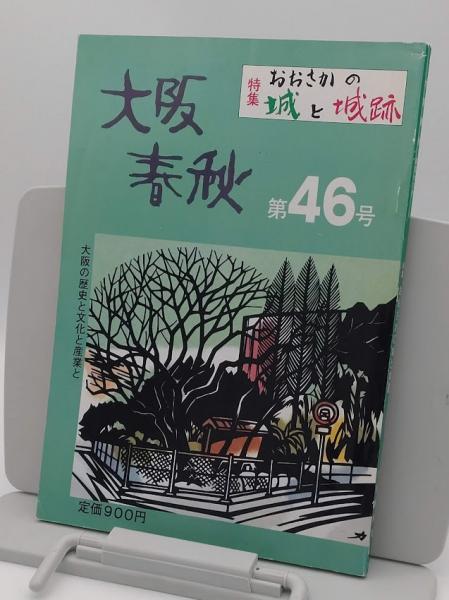 特集
おおさかの
城と城跡
大阪
春秋
第46号
大阪の歴史と文化と産業と
定価900円
力